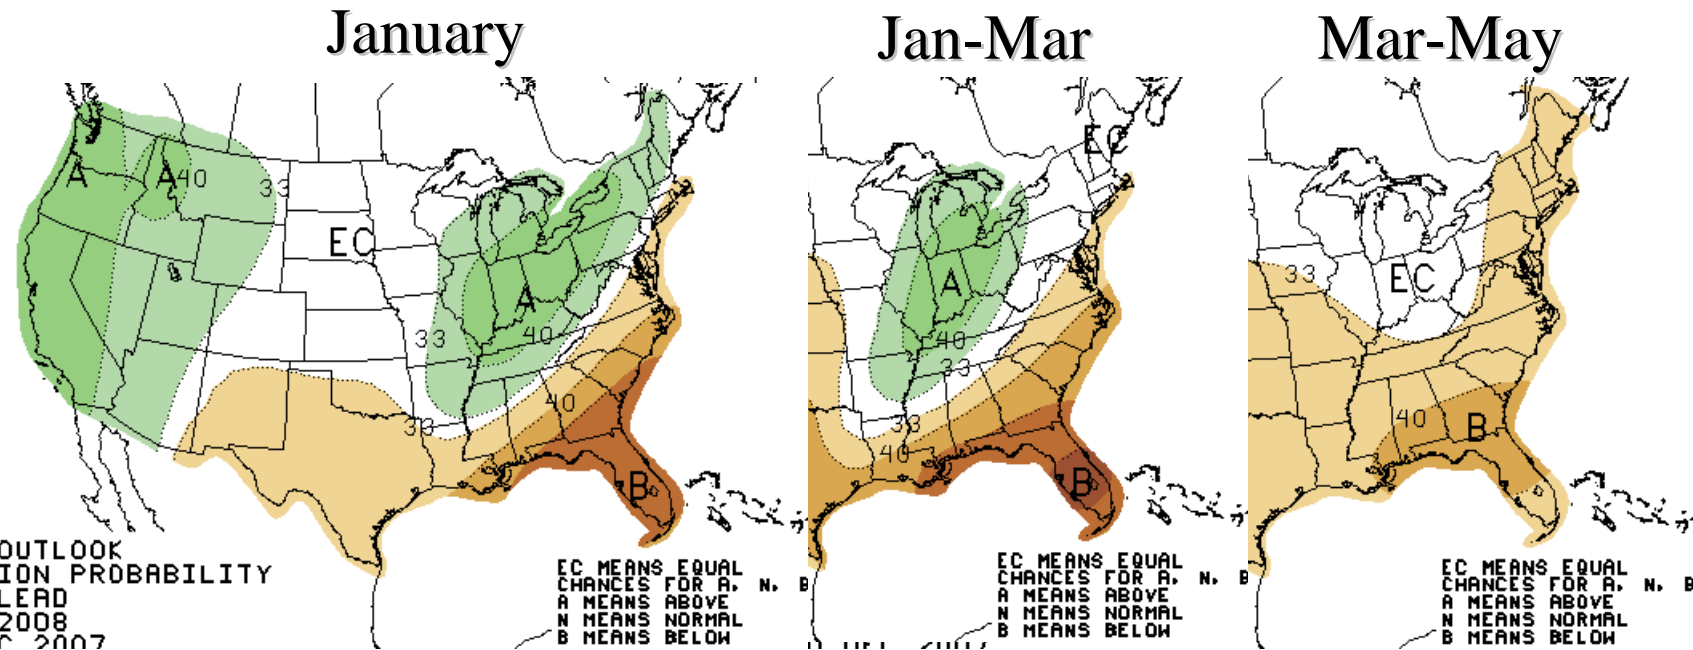 January
Jan-Mar
Mar-May
A
A
40
33
EC
A
33
40
40
33
B
OUTLOOK
ION PROBABILITY
LEAD
2008
C 2007
EC MEANS EQUAL
CHANCES FOR A, N, B
A MEANS ABOVE
N MEANS NORMAL
B MEANS BELOW
EC
A
40
33
33
40
B
EC MEANS EQUAL
CHANCES FOR A, N, B
A MEANS ABOVE
N MEANS NORMAL
B MEANS BELOW
33
EC
40
B
EC MEANS EQUAL
CHANCES FOR A, N, B
A MEANS ABOVE
N MEANS NORMAL
B MEANS BELOW